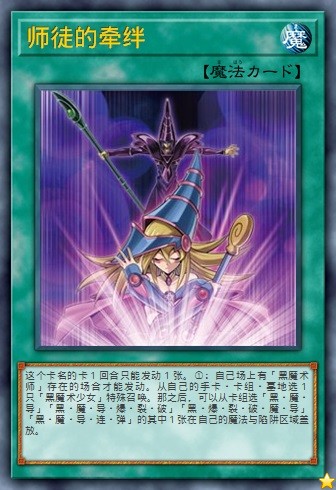 师徒的牵绊
魔
【魔法カード】
这个卡名的卡1回合只能发动1张。①：自己场上有「黑魔术
师」存在的场合才能发动。从自己的手卡·卡组·墓地选1
只「黑魔术少女」特殊召唤。那之后，可以从卡组选「黑·魔·
导」「黑·魔·导·爆·裂·破」「黑·爆·裂·破·魔·导」
「黑·魔·导·连·弹」的其中1张在自己的魔法与陷阱区域盖
放。